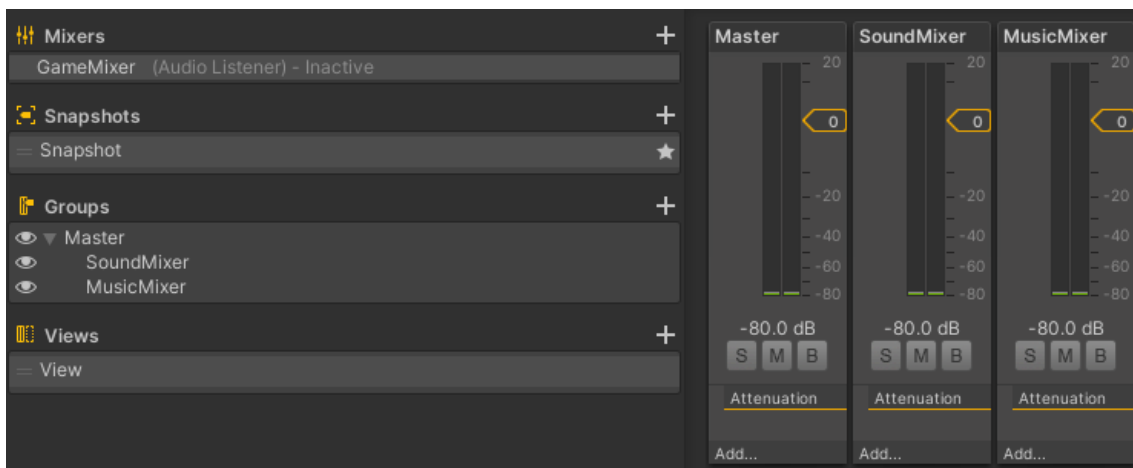 Mixers
GameMixer (Audio Listener) - Inactive
Snapshots
Snapshot
Groups
Master
SoundMixer
MusicMixer
Views
View
Master
20
0
-20
-40
-60
-80
-80.0 dB
S M B
Attenuation
Add...
SoundMixer
20
0
-20
-40
-60
-80
-80.0 dB
S M B
Attenuation
Add...
MusicMixer
20
0
-20
-40
-60
-80
-80.0 dB
S M B
Attenuation
Add...